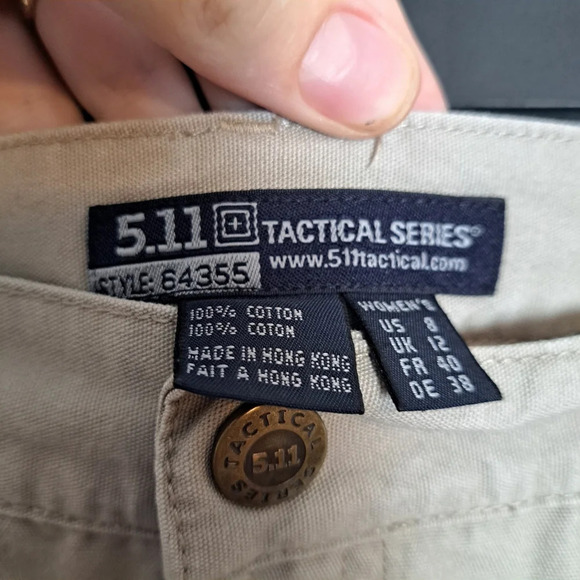 5.11 TACTICAL SERIES®
www.511tactical.com
STYLE: 64355
100% COTTON
100% COTON
MADE IN HONG KONG
FAIT A HONG KONG
WOMEN'S
US 8
UK 12
FR 40
DE 38
TACTICAL
5.11
SERIES